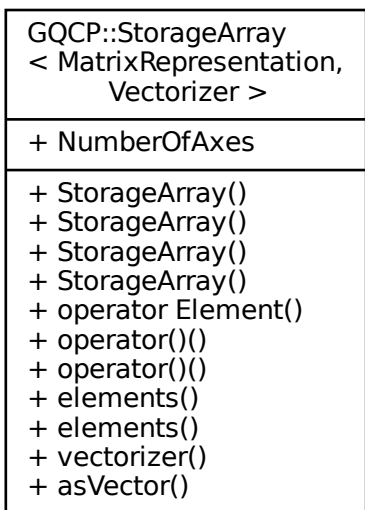 GQCP::StorageArray
< MatrixRepresentation,
Vectorizer >
+ NumberOfAxes
+ StorageArray()
+ StorageArray()
+ StorageArray()
+ StorageArray()
+ operator Element()
+ operator()()
+ operator()()
+ elements()
+ elements()
+ vectorizer()
+ asVector()